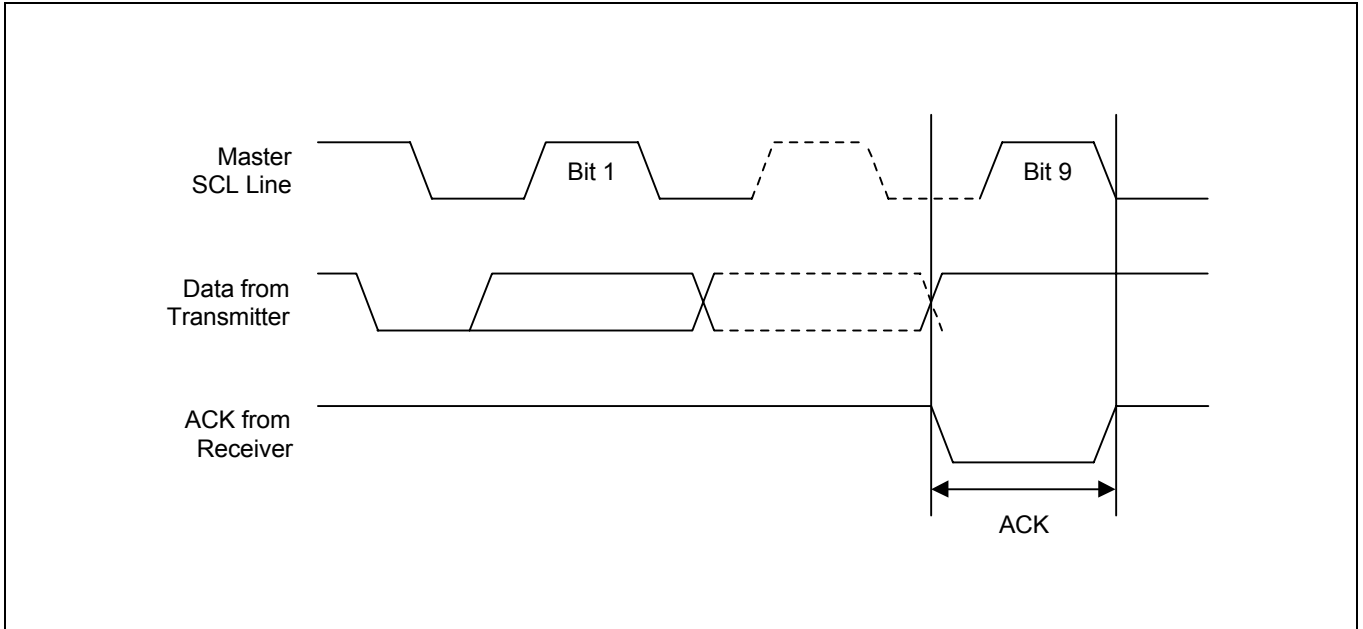 Master
SCL Line
Bit 1
Bit 9
Data from
Transmitter
ACK from
Receiver
ACK